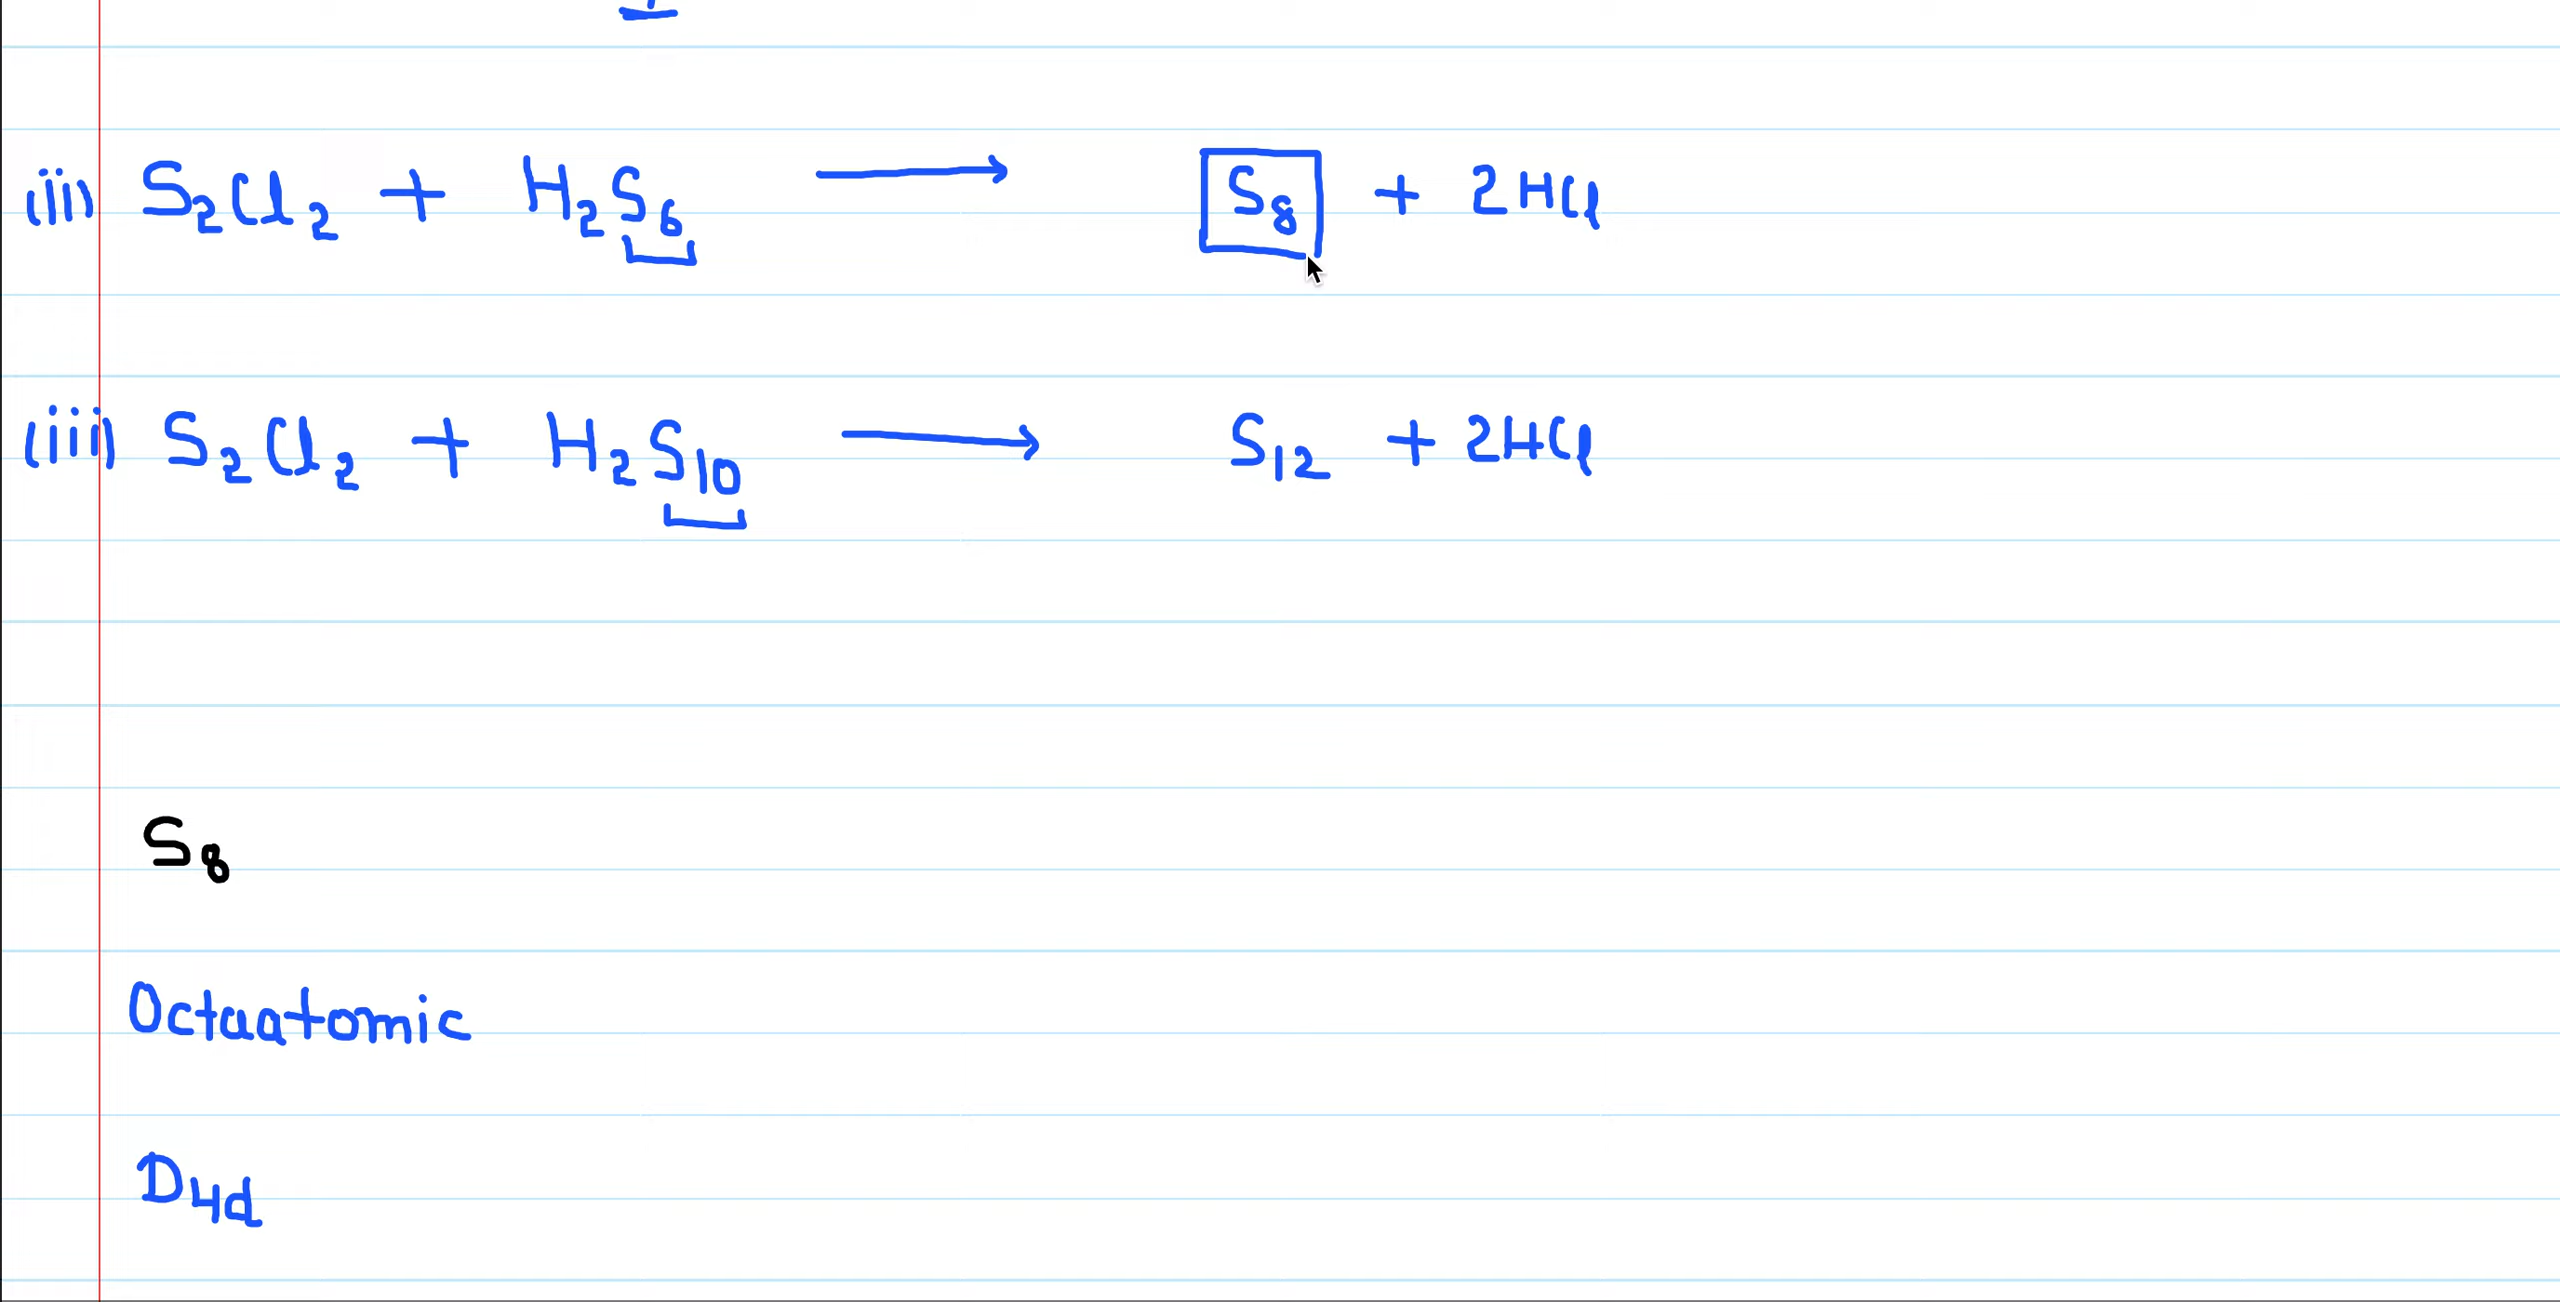 (ii) S₂Cl₂ + H₂S₆ ⟶ S₈ + 2HCl
(iii) S₂Cl₂ + H₂S₁₀ ⟶ S₁₂ + 2HCl
S₈
Octaatomic
D₄d